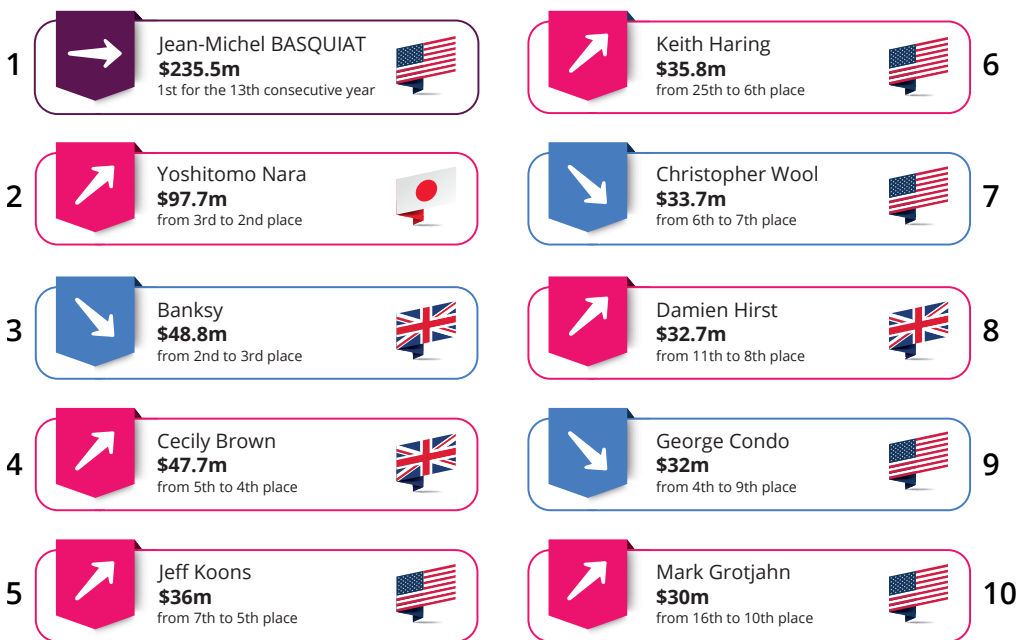 1
Jean-Michel BASQUIAT
$235.5m
1st for the 13th consecutive year
2
Yoshitomo Nara
$97.7m
from 3rd to 2nd place
3
Banksy
$48.8m
from 2nd to 3rd place
4
Cecily Brown
$47.7m
from 5th to 4th place
5
Jeff Koons
$36m
from 7th to 5th place
6
Keith Haring
$35.8m
from 25th to 6th place
7
Christopher Wool
$33.7m
from 6th to 7th place
8
Damien Hirst
$32.7m
from 11th to 8th place
9
George Condo
$32m
from 4th to 9th place
10
Mark Grotjahn
$30m
from 16th to 10th place